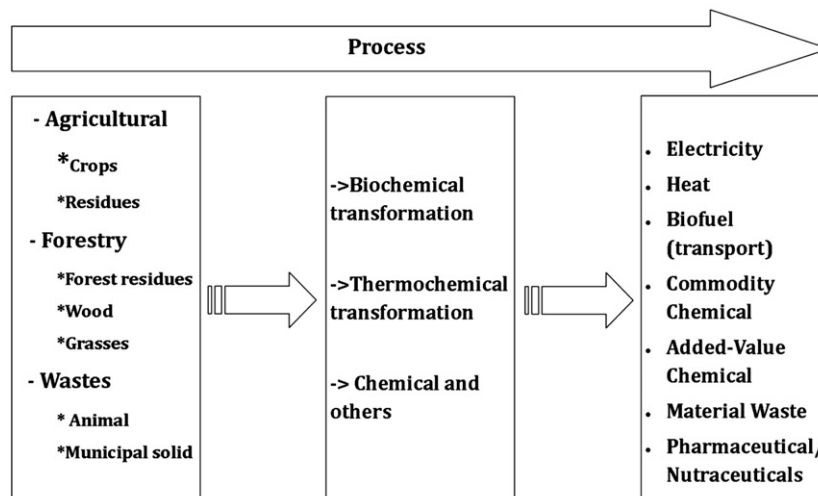 Process
- Agricultural
*Crops
*Residues
- Forestry
*Forest residues
*Wood
*Grasses
- Wastes
* Animal
*Municipal solid
->Biochemical
transformation
->Thermochemical
transformation
-> Chemical and
others
• Electricity
• Heat
• Biofuel
(transport)
• Commodity
Chemical
• Added-Value
Chemical
• Material Waste
• Pharmaceutical/
Nutraceuticals